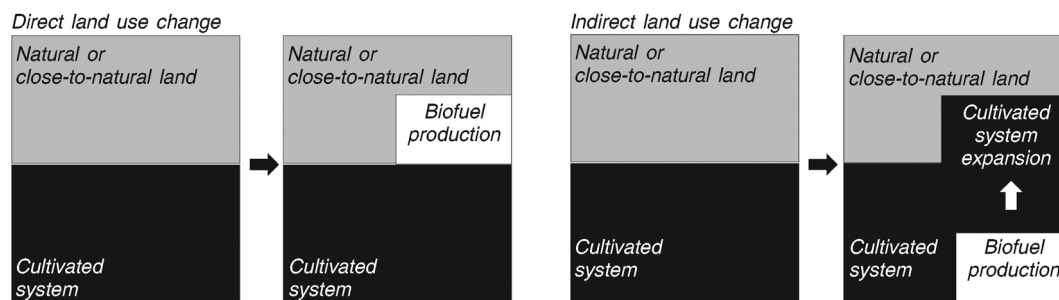 Direct land use change
Natural or
close-to-natural land
Cultivated
system
Natural or
close-to-natural land
Biofuel
production
Cultivated
system
Indirect land use change
Natural or
close-to-natural land
Cultivated
system
Natural or
close-to-natural land
Cultivated
system
expansion
Cultivated
system
Biofuel
production